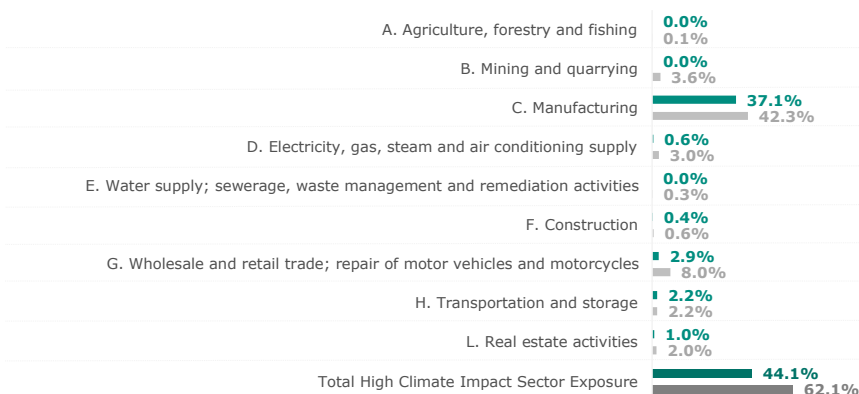 A. Agriculture, forestry and fishing
0.0%
0.1%
B. Mining and quarrying
0.0%
3.6%
C. Manufacturing
37.1%
42.3%
D. Electricity, gas, steam and air conditioning supply
0.6%
3.0%
E. Water supply; sewerage, waste management and remediation activities
0.0%
0.3%
F. Construction
0.4%
0.6%
G. Wholesale and retail trade; repair of motor vehicles and motorcycles
2.9%
8.0%
H. Transportation and storage
2.2%
2.2%
L. Real estate activities
1.0%
2.0%
Total High Climate Impact Sector Exposure
44.1%
62.1%